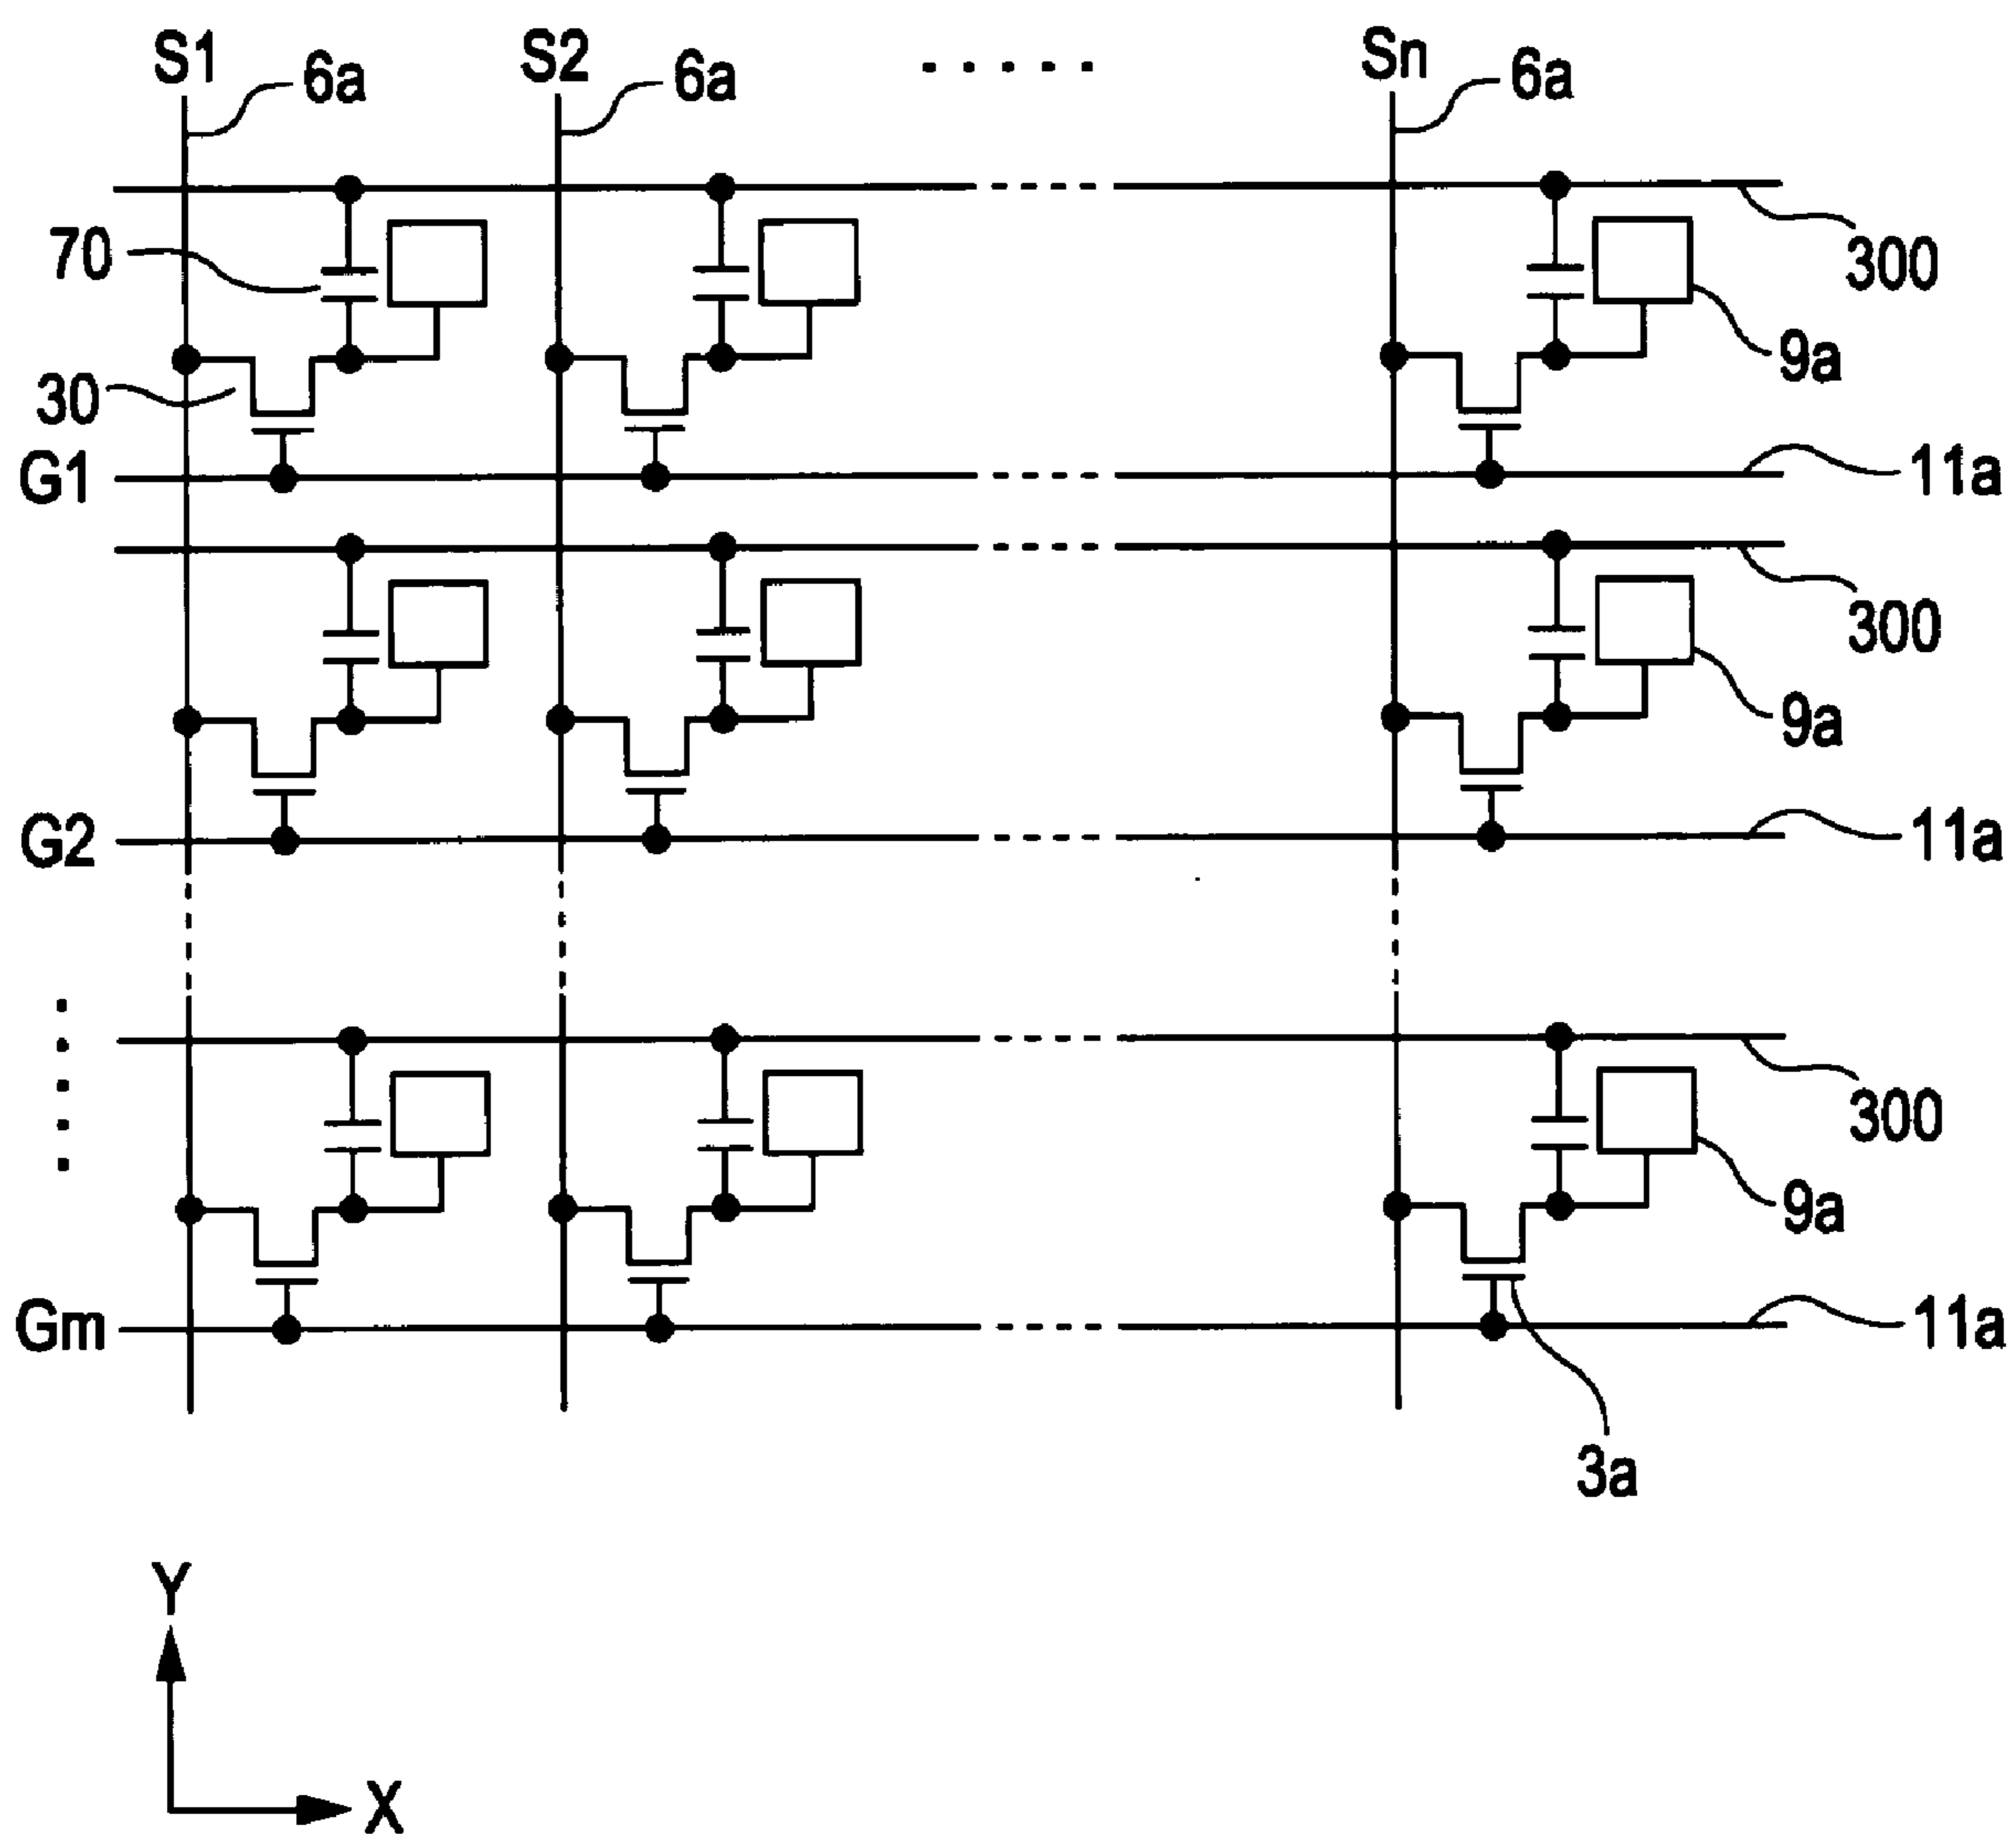 S1 6a S2 6a ..... Sn 6a
70 300
9a
30
G1 11a
300
9a
G2 11a
300
9a
Gm 11a
3a
Y
X